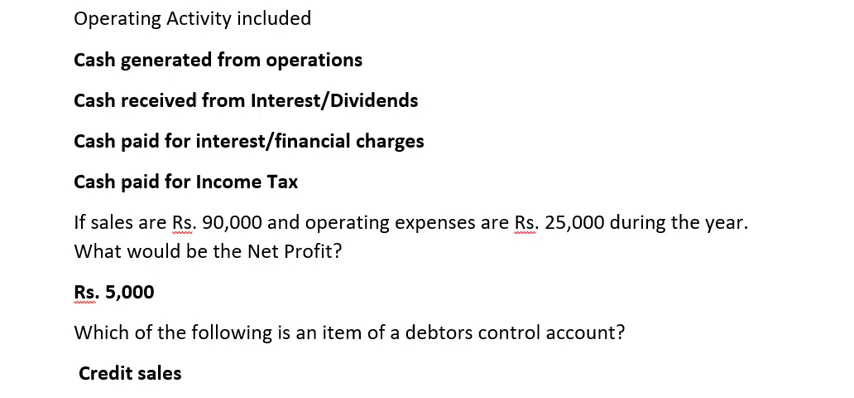 Operating Activity included
Cash generated from operations
Cash received from Interest/Dividends
Cash paid for interest/financial charges
Cash paid for Income Tax
If sales are Rs. 90,000 and operating expenses are Rs. 25,000 during the year.
What would be the Net Profit?
Rs. 5,000
Which of the following is an item of a debtors control account?
Credit sales